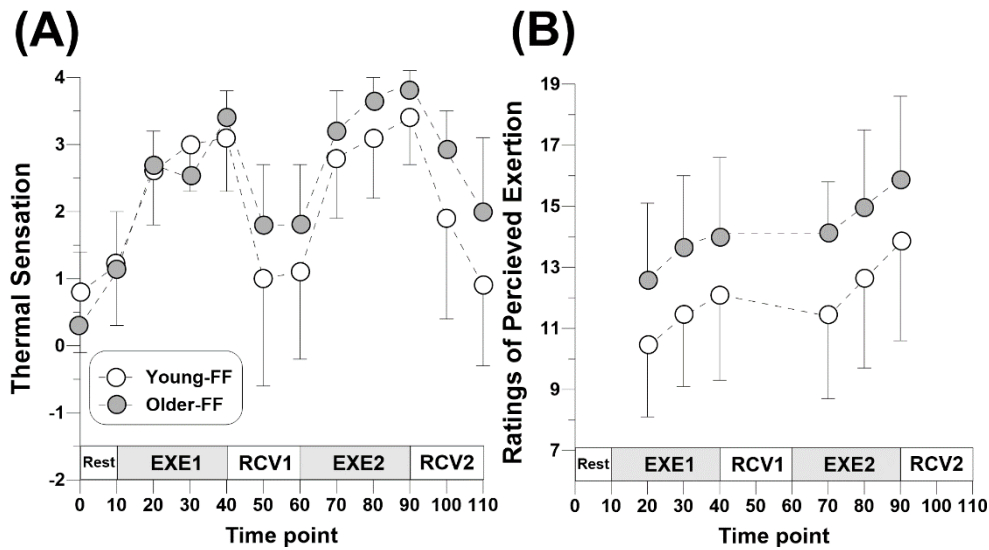 (A)
Thermal Sensation
4
3
2
1
0
-1
-2
Young-FF
Older-FF
Rest EXE1 RCV1 EXE2 RCV2
0 10 20 30 40 50 60 70 80 90 100 110
Time point
(B)
Ratings of Percieved Exertion
19
17
15
13
11
9
7
Rest EXE1 RCV1 EXE2 RCV2
0 10 20 30 40 50 60 70 80 90 100 110
Time point